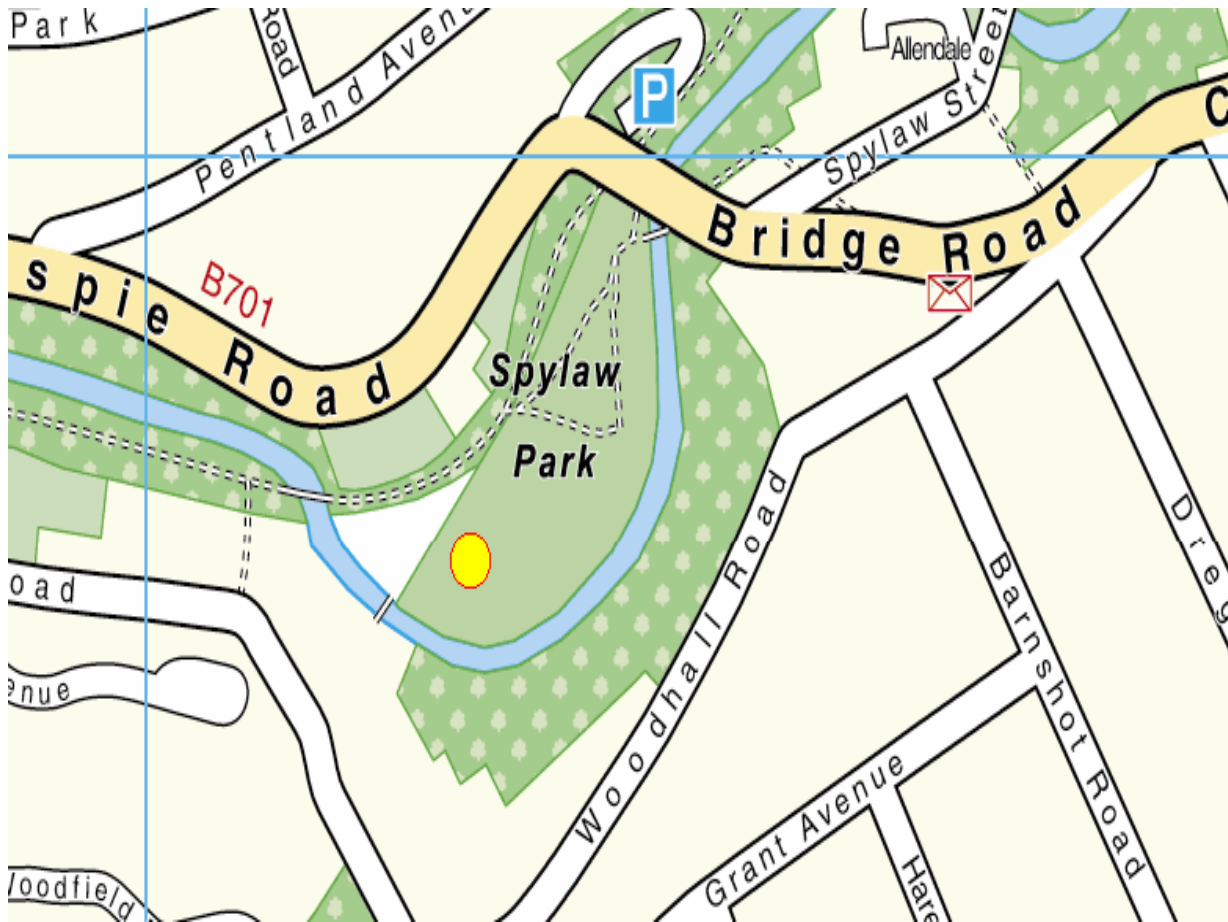 Park
Road
Pentland Avenu
P
Allendale
Spylaw Street
C
Bridge Road
spie Road
B701
Spylaw
Park
Woodhall Road
Dreg
Barnshot Road
oad
enue
Grant Avenue
Hare
Woodfield